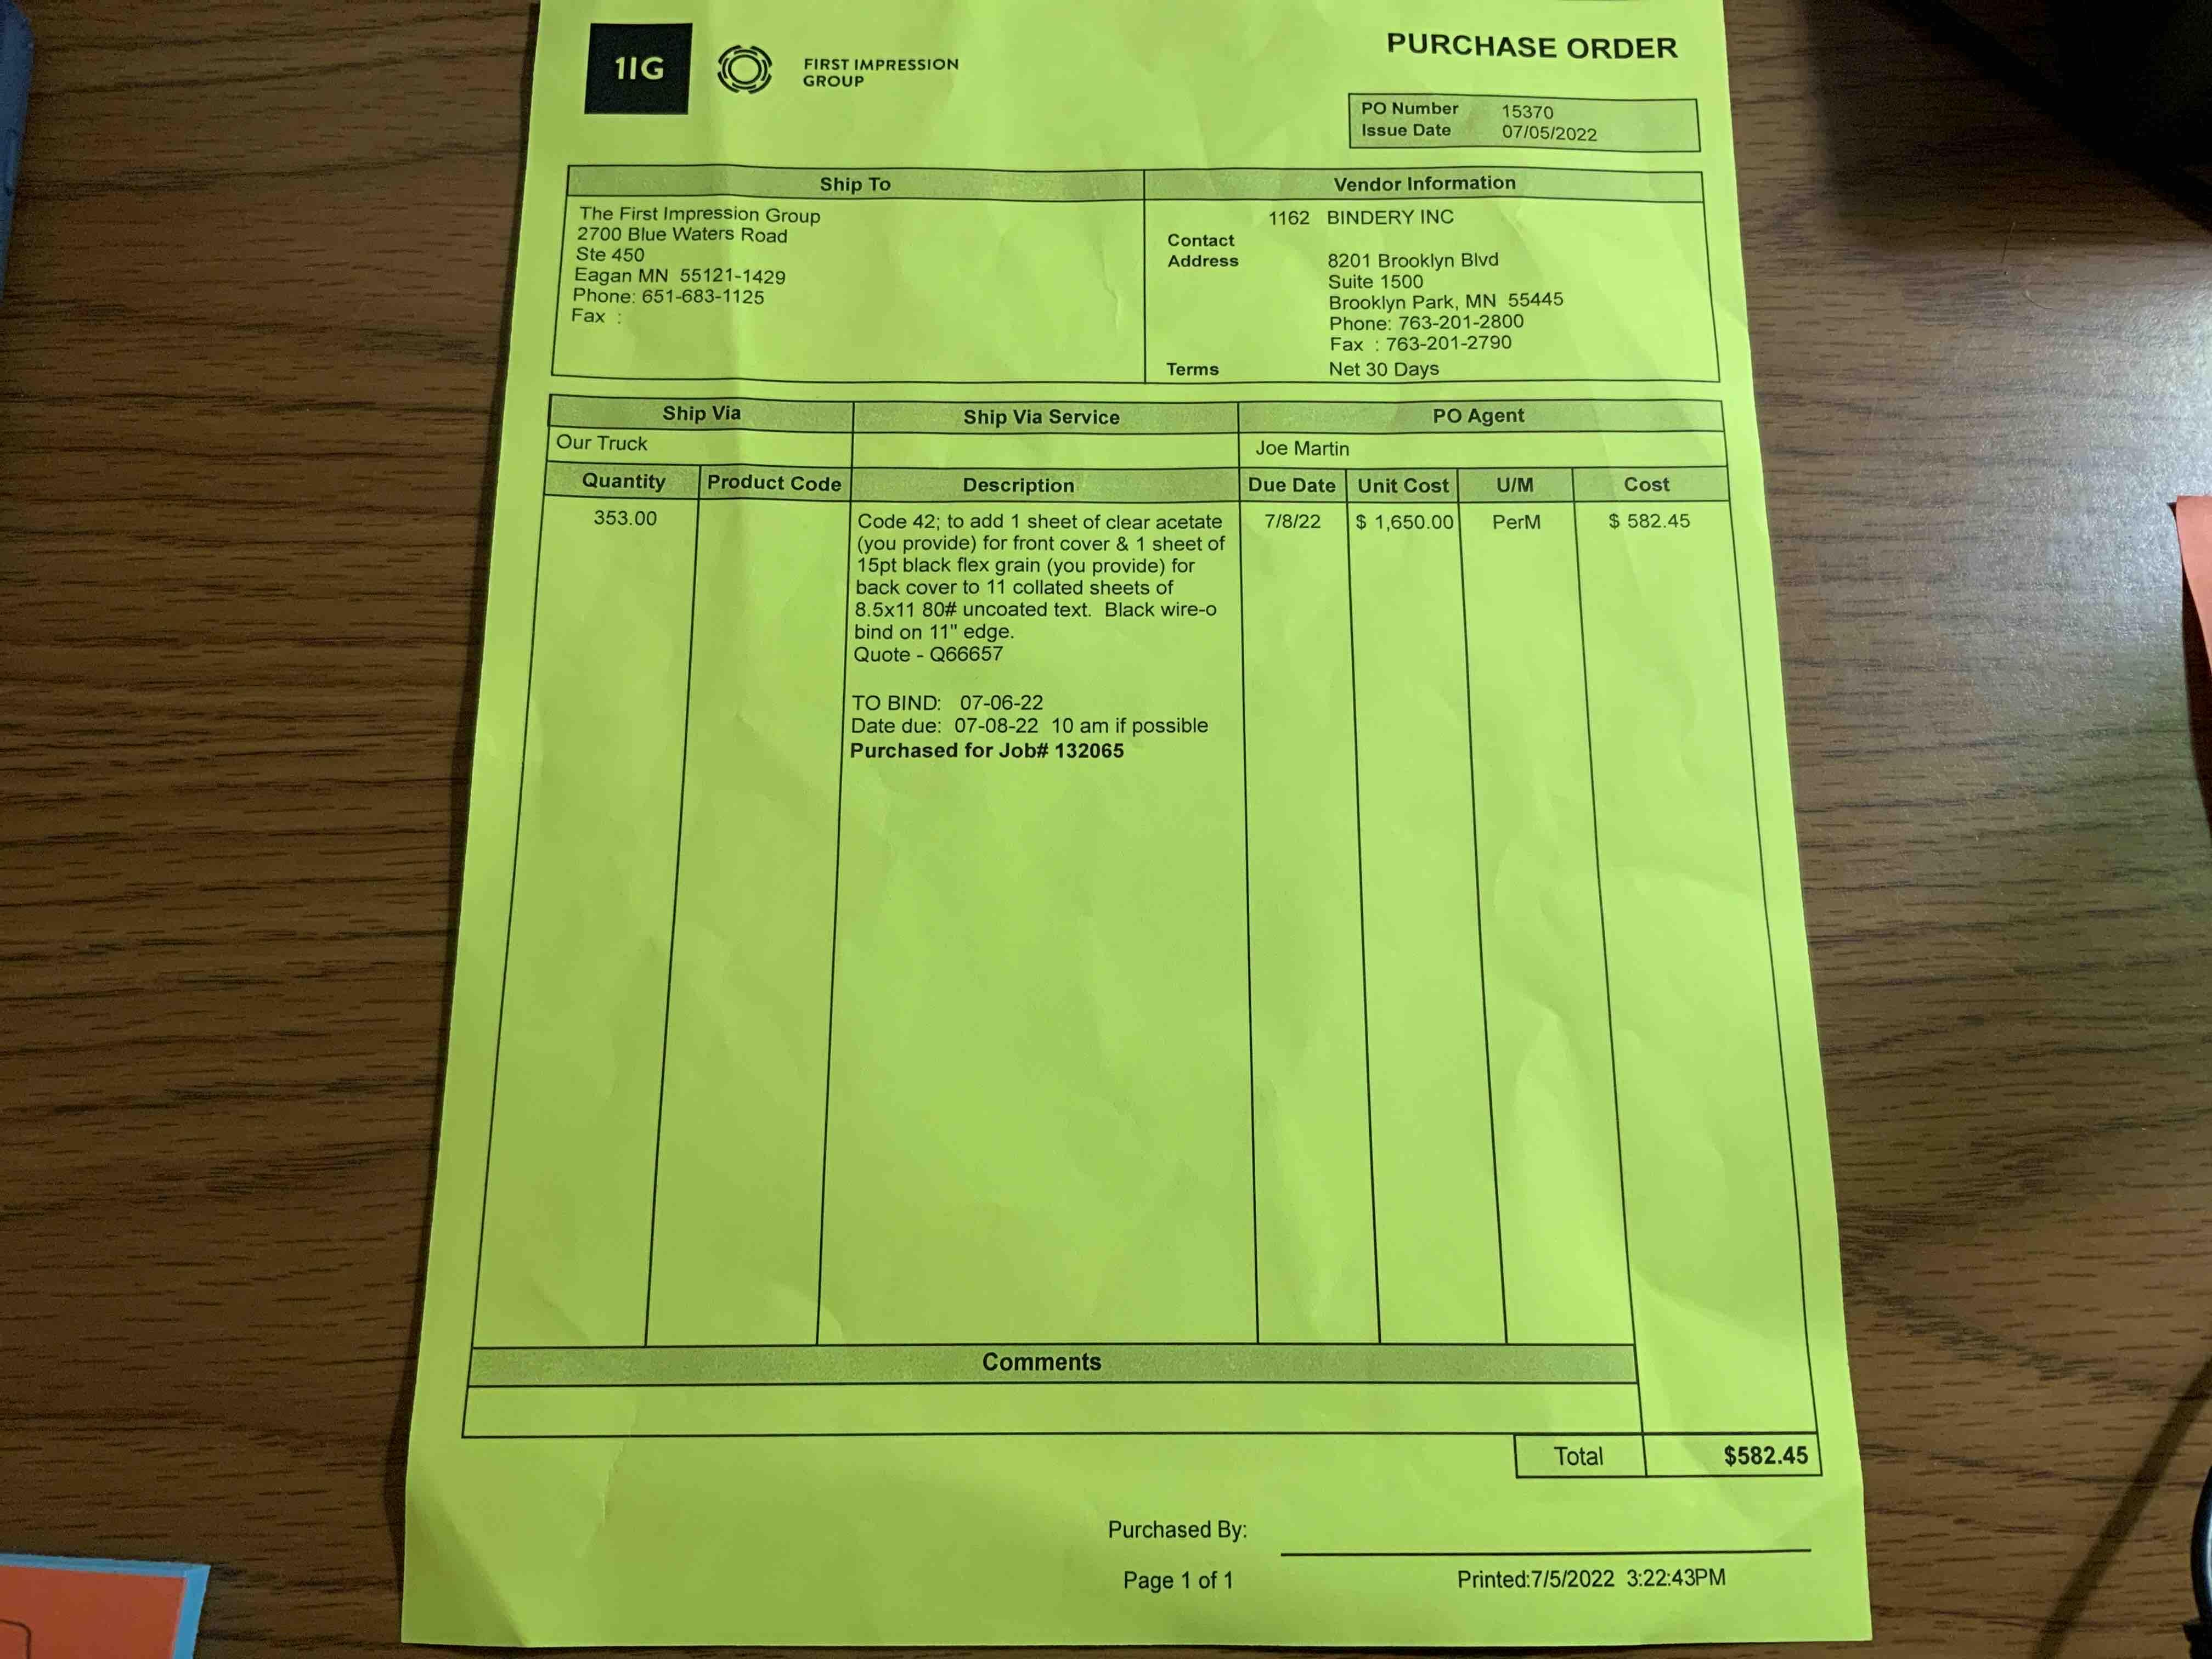 1IG
FIRST IMPRESSION
GROUP
PURCHASE ORDER
PO Number 15370
Issue Date 07/05/2022
Ship To
The First Impression Group
2700 Blue Waters Road
Ste 450
Eagan MN 55121-1429
Phone: 651-683-1125
Fax :
Vendor Information
1162 BINDERY INC
Contact
Address 8201 Brooklyn Blvd
Suite 1500
Brooklyn Park, MN 55445
Phone: 763-201-2800
Fax : 763-201-2790
Terms Net 30 Days
Ship Via Ship Via Service PO Agent
Our Truck Joe Martin
Quantity Product Code Description Due Date Unit Cost U/M Cost
353.00 Code 42; to add 1 sheet of clear acetate 7/8/22 $ 1,650.00 PerM $ 582.45
(you provide) for front cover & 1 sheet of
15pt black flex grain (you provide) for
back cover to 11 collated sheets of
8.5x11 80# uncoated text. Black wire-o
bind on 11" edge.
Quote - Q66657
TO BIND: 07-06-22
Date due: 07-08-22 10 am if possible
Purchased for Job# 132065
Comments
Total $582.45
Purchased By:
Page 1 of 1 Printed:7/5/2022 3:22:43PM